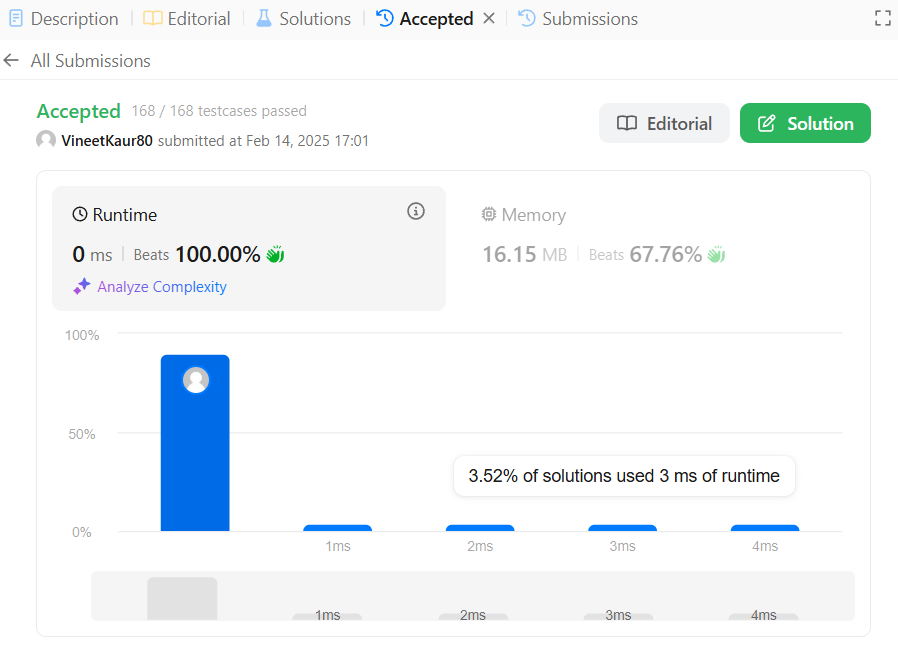 Description Editorial Solutions Accepted Submissions
All Submissions
Accepted 168 / 168 testcases passed
VineetKaur80 submitted at Feb 14, 2025 17:01
Editorial Solution
Runtime
0 ms Beats 100.00%
Analyze Complexity
Memory
16.15 MB Beats 67.76%
100%
50%
3.52% of solutions used 3 ms of runtime
0%
1ms 2ms 3ms 4ms
1ms 2ms 3ms 4ms